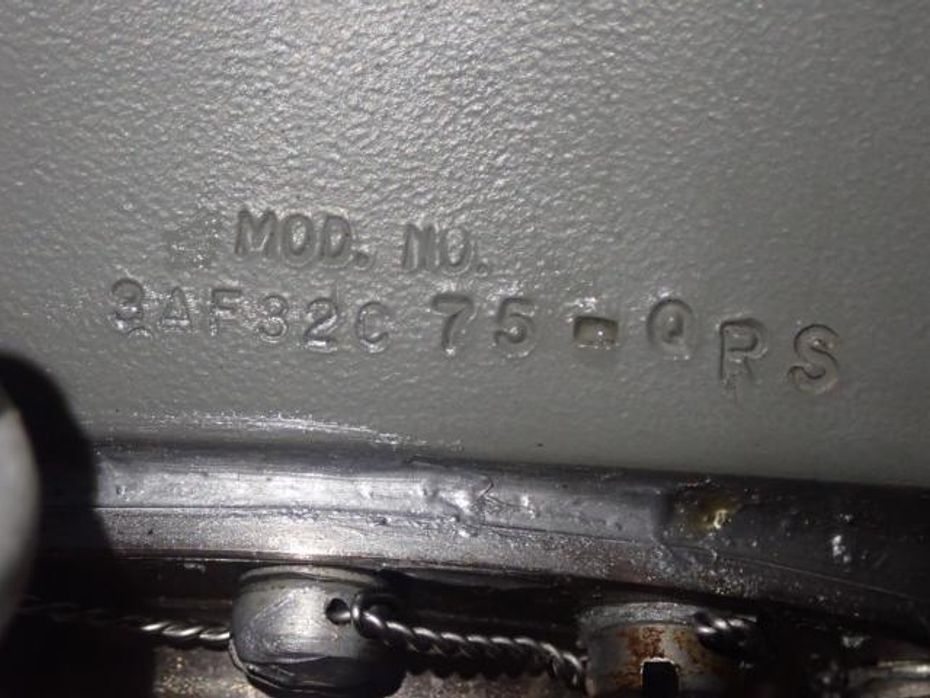 MOD. NO.
3AF32C 75-QRS